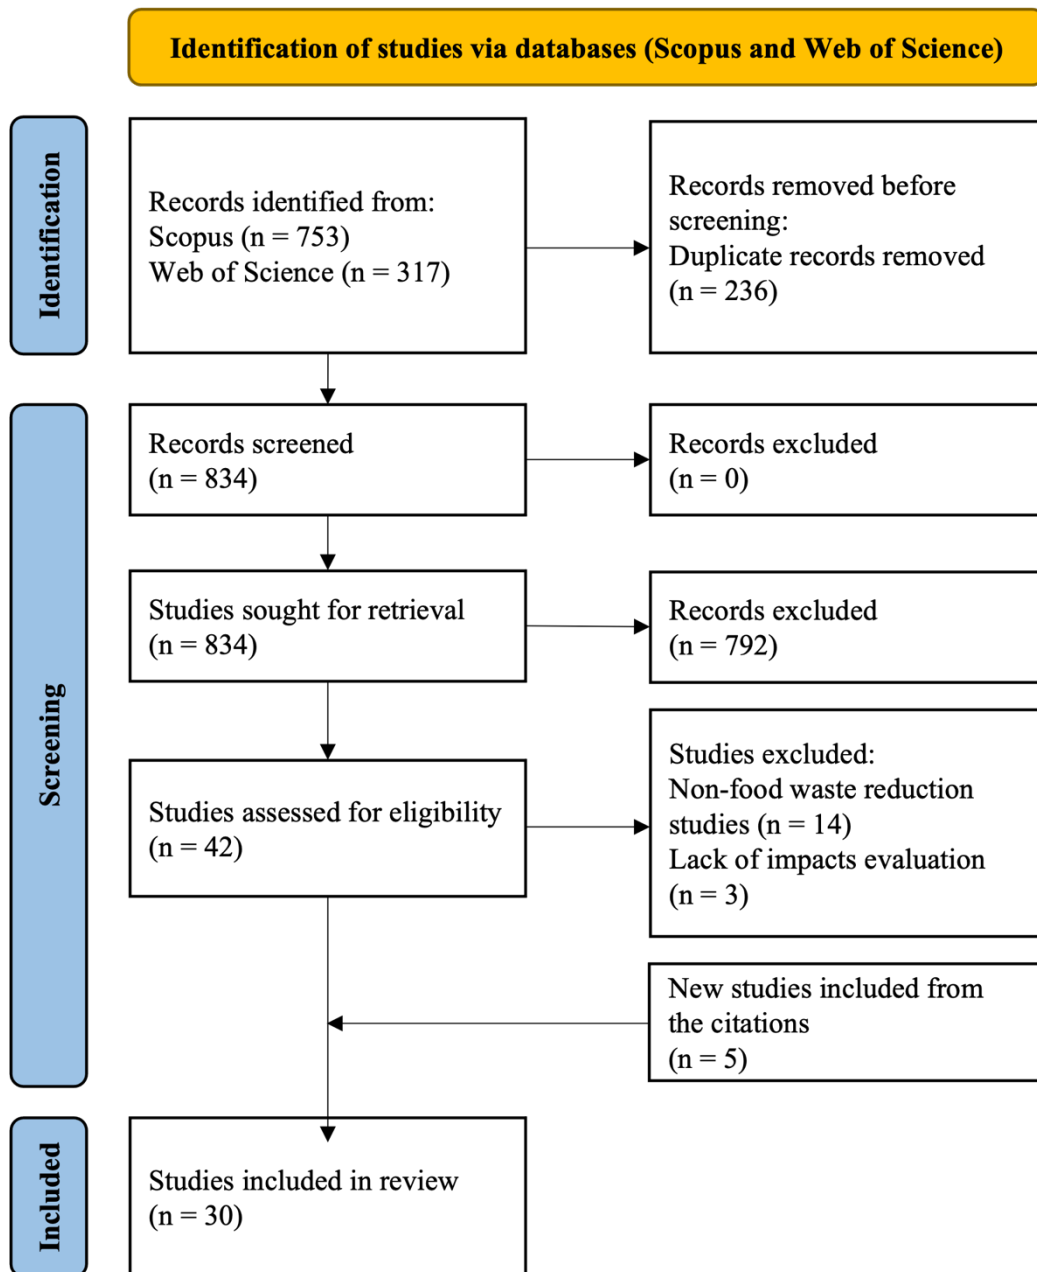 Identification of studies via databases (Scopus and Web of Science)
Identification
Records identified from:
Scopus (n = 753)
Web of Science (n = 317)
Records removed before
screening:
Duplicate records removed
(n = 236)
Screening
Records screened
(n = 834)
Records excluded
(n = 0)
Studies sought for retrieval
(n = 834)
Records excluded
(n = 792)
Studies assessed for eligibility
(n = 42)
Studies excluded:
Non-food waste reduction
studies (n = 14)
Lack of impacts evaluation
(n = 3)
New studies included from
the citations
(n = 5)
Included
Studies included in review
(n = 30)